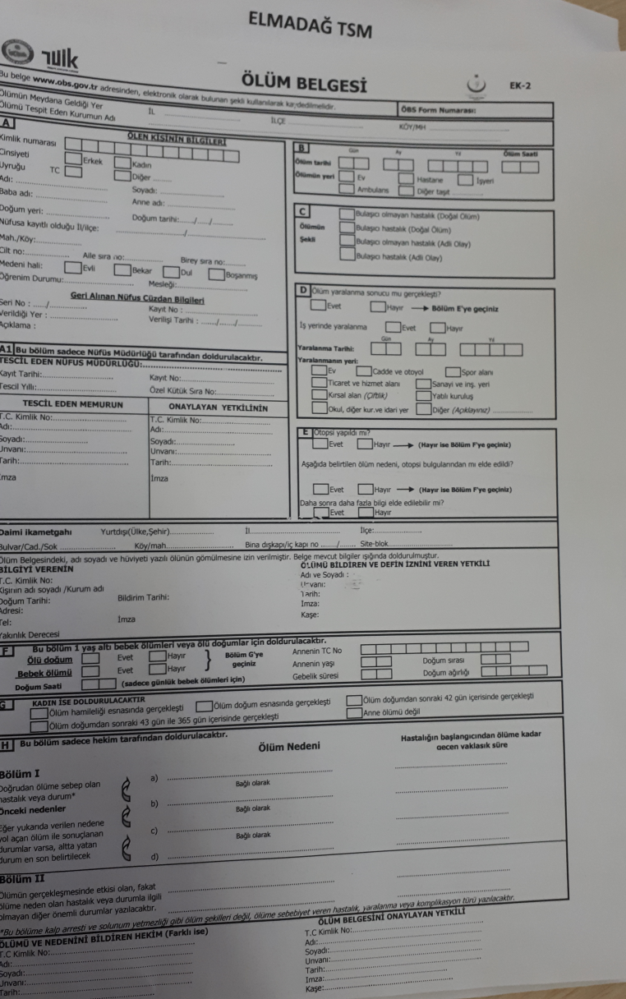 ELMADAĞ TSM
TUİK
ÖLÜM BELGESİ
EK-2
Bu belge www.obs.gov.tr adresinden, elektronik olarak bulunan şekli kullanılarak kaydedilmelidir.
ÖBS Form Numarası:
Ölümün Meydana Geldiği Yer İL ........ İLÇE ........ KÖY/MH ........
Ölümü Tespit Eden Kurumun Adı
A ÖLEN KİŞİNİN BİLGİLERİ
Kimlik numarası
Cinsiyeti Erkek Kadın
Uyruğu TC Diğer ........
Adı: ........ Soyadı: ........
Baba adı: ........ Anne adı: ........
Doğum yeri: ........ Doğum tarihi:....../....../......
Nüfusa kayıtlı olduğu İl/ilçe: ......../........
Mah./Köy:........
Cilt no:........ Aile sıra no:........ Birey sıra no:........
Medeni hali: Evli Bekar Dul Boşanmış
Öğrenim Durumu:........ Mesleği:........
Geri Alınan Nüfus Cüzdan Bilgileri
Seri No : ...../........ Kayıt No : ........
Verildiği Yer : ........ Verilişi Tarihi : ....../....../......
Açıklama :
A1 Bu bölüm sadece Nüfüs Müdürlüğü tarafından doldurulacaktır.
TESCİL EDEN NÜFUS MÜDÜRLÜĞÜ:........
Kayıt Tarihi:........ Kayıt No:........
Tescil Yıllı:........ Özel Kütük Sıra No:........
TESCİL EDEN MEMURUN
T.C. Kimlik No:........
Adı:........
Soyadı:........
Unvanı:........
Tarih:........
İmza
ONAYLAYAN YETKİLİNİN
T.C. Kimlik No:........
Adı:........
Soyadı:........
Unvanı:........
Tarih:........
İmza
B Gün Ay Yıl Ölüm Saati
Ölüm tarihi
Ölümün yeri Ev Hastane İşyeri
Ambulans Diğer taşıt ........
C Bulaşıcı olmayan hastalık (Doğal Ölüm)
Ölümün Bulaşıcı hastalık (Doğal Ölüm)
Şekli Bulaşıcı olmayan hastalık (Adli Olay)
Bulaşıcı hastalık (Adli Olay)
D Ölüm yaralanma sonucu mu gerçekleşti?
Evet Hayır → Bölüm E'ye geçiniz
İş yerinde yaralanma Evet Hayır
Gün Ay Yıl
Yaralanma Tarihi:
Yaralanmanın yeri:
Ev Cadde ve otoyol Spor alanı
Ticaret ve hizmet alanı Sanayi ve inş. yeri
Kırsal alan (Çiftlik) Yatılı kuruluş
Okul, diğer kur.ve idari yer Diğer (Açıklayınız) ........
E Otopsi yapıldı mı?
Evet Hayır → (Hayır ise Bölüm F'ye geçiniz)
Aşağıda belirtilen ölüm nedeni, otopsi bulgularından mı elde edildi?
Evet Hayır → (Hayır ise Bölüm F'ye geçiniz)
Daha sonra daha fazla bilgi elde edilebilir mi?
Evet Hayır
Daimi ikametgahı Yurtdışı(Ülke,Şehir)........ İl........ İlçe:........
Bulvar/Cad./Sok ........ Köy/mah........ Bina dışkapı/iç kapı no ......./....... Site-blok........
Ölüm Belgesindeki, adı soyadı ve hüviyeti yazılı ölünün gömülmesine izin verilmiştir. Belge mevcut bilgiler ışığında doldurulmuştur.
BİLGİYİ VERENİN
T.C. Kimlik No:
Kişinin adı soyadı /Kurum adı
Doğum Tarihi: Bildirim Tarihi:
Adresi:
Tel: İmza
Yakınlık Derecesi
ÖLÜMÜ BİLDİREN VE DEFİN İZNİNİ VEREN YETKİLİ
Adı ve Soyadı :
Unvanı:
Tarih:
İmza:
Kaşe:
F Bu bölüm 1 yaş altı bebek ölümleri veya ölü doğumlar için doldurulacaktır.
Ölü doğum Evet Hayır } Bölüm G'ye geçiniz Annenin TC No
Bebek ölümü Evet Hayır Annenin yaşı Doğum sırası
Doğum Saati (sadece günlük bebek ölümleri için) Gebelik süresi Doğum ağırlığı
G KADIN İSE DOLDURULACAKTIR
Ölüm hamileliği esnasında gerçekleşti Ölüm doğum esnasında gerçekleşti Ölüm doğumdan sonraki 42 gün içerisinde gerçekleşti
Ölüm doğumdan sonraki 43 gün ile 365 gün içerisinde gerçekleşti Anne ölümü değil
H Bu bölüm sadece hekim tarafından doldurulacaktır.
Ölüm Nedeni
Hastalığın başlangıcından ölüme kadar
geçen yaklaşık süre
Bölüm I
Doğrudan ölüme sebep olan
hastalık veya durum*
Önceki nedenler
Eğer yukarıda verilen nedene
yol açan ölüm ile sonuçlanan
durumlar varsa, altta yatan
durum en son belirtilecek
a) ........
Bağlı olarak
b) ........
Bağlı olarak
c) ........
Bağlı olarak
d) ........
Bölüm II
Ölümün gerçekleşmesinde etkisi olan, fakat
ölüme neden olan hastalık veya durumla ilgili
olmayan diğer önemli durumlar yazılacaktır.
*Bu bölüme kalp arresti ve solunum yetmezliği gibi ölüm şekilleri değil, ölüme sebebiyet veren hastalık, yaralanma veya komplikasyon türü yazılacaktır.
ÖLÜMÜ VE NEDENİNİ BİLDİREN HEKİM (Farklı ise)
T.C Kimlik No:........
Adı:........
Soyadı:........
Unvanı:........
Tarih:........
ÖLÜM BELGESİNİ ONAYLAYAN YETKİLİ
T.C Kimlik No:........
Adı:........
Soyadı:........
Unvanı:........
Tarih:........
İmza:........
Kaşe:........